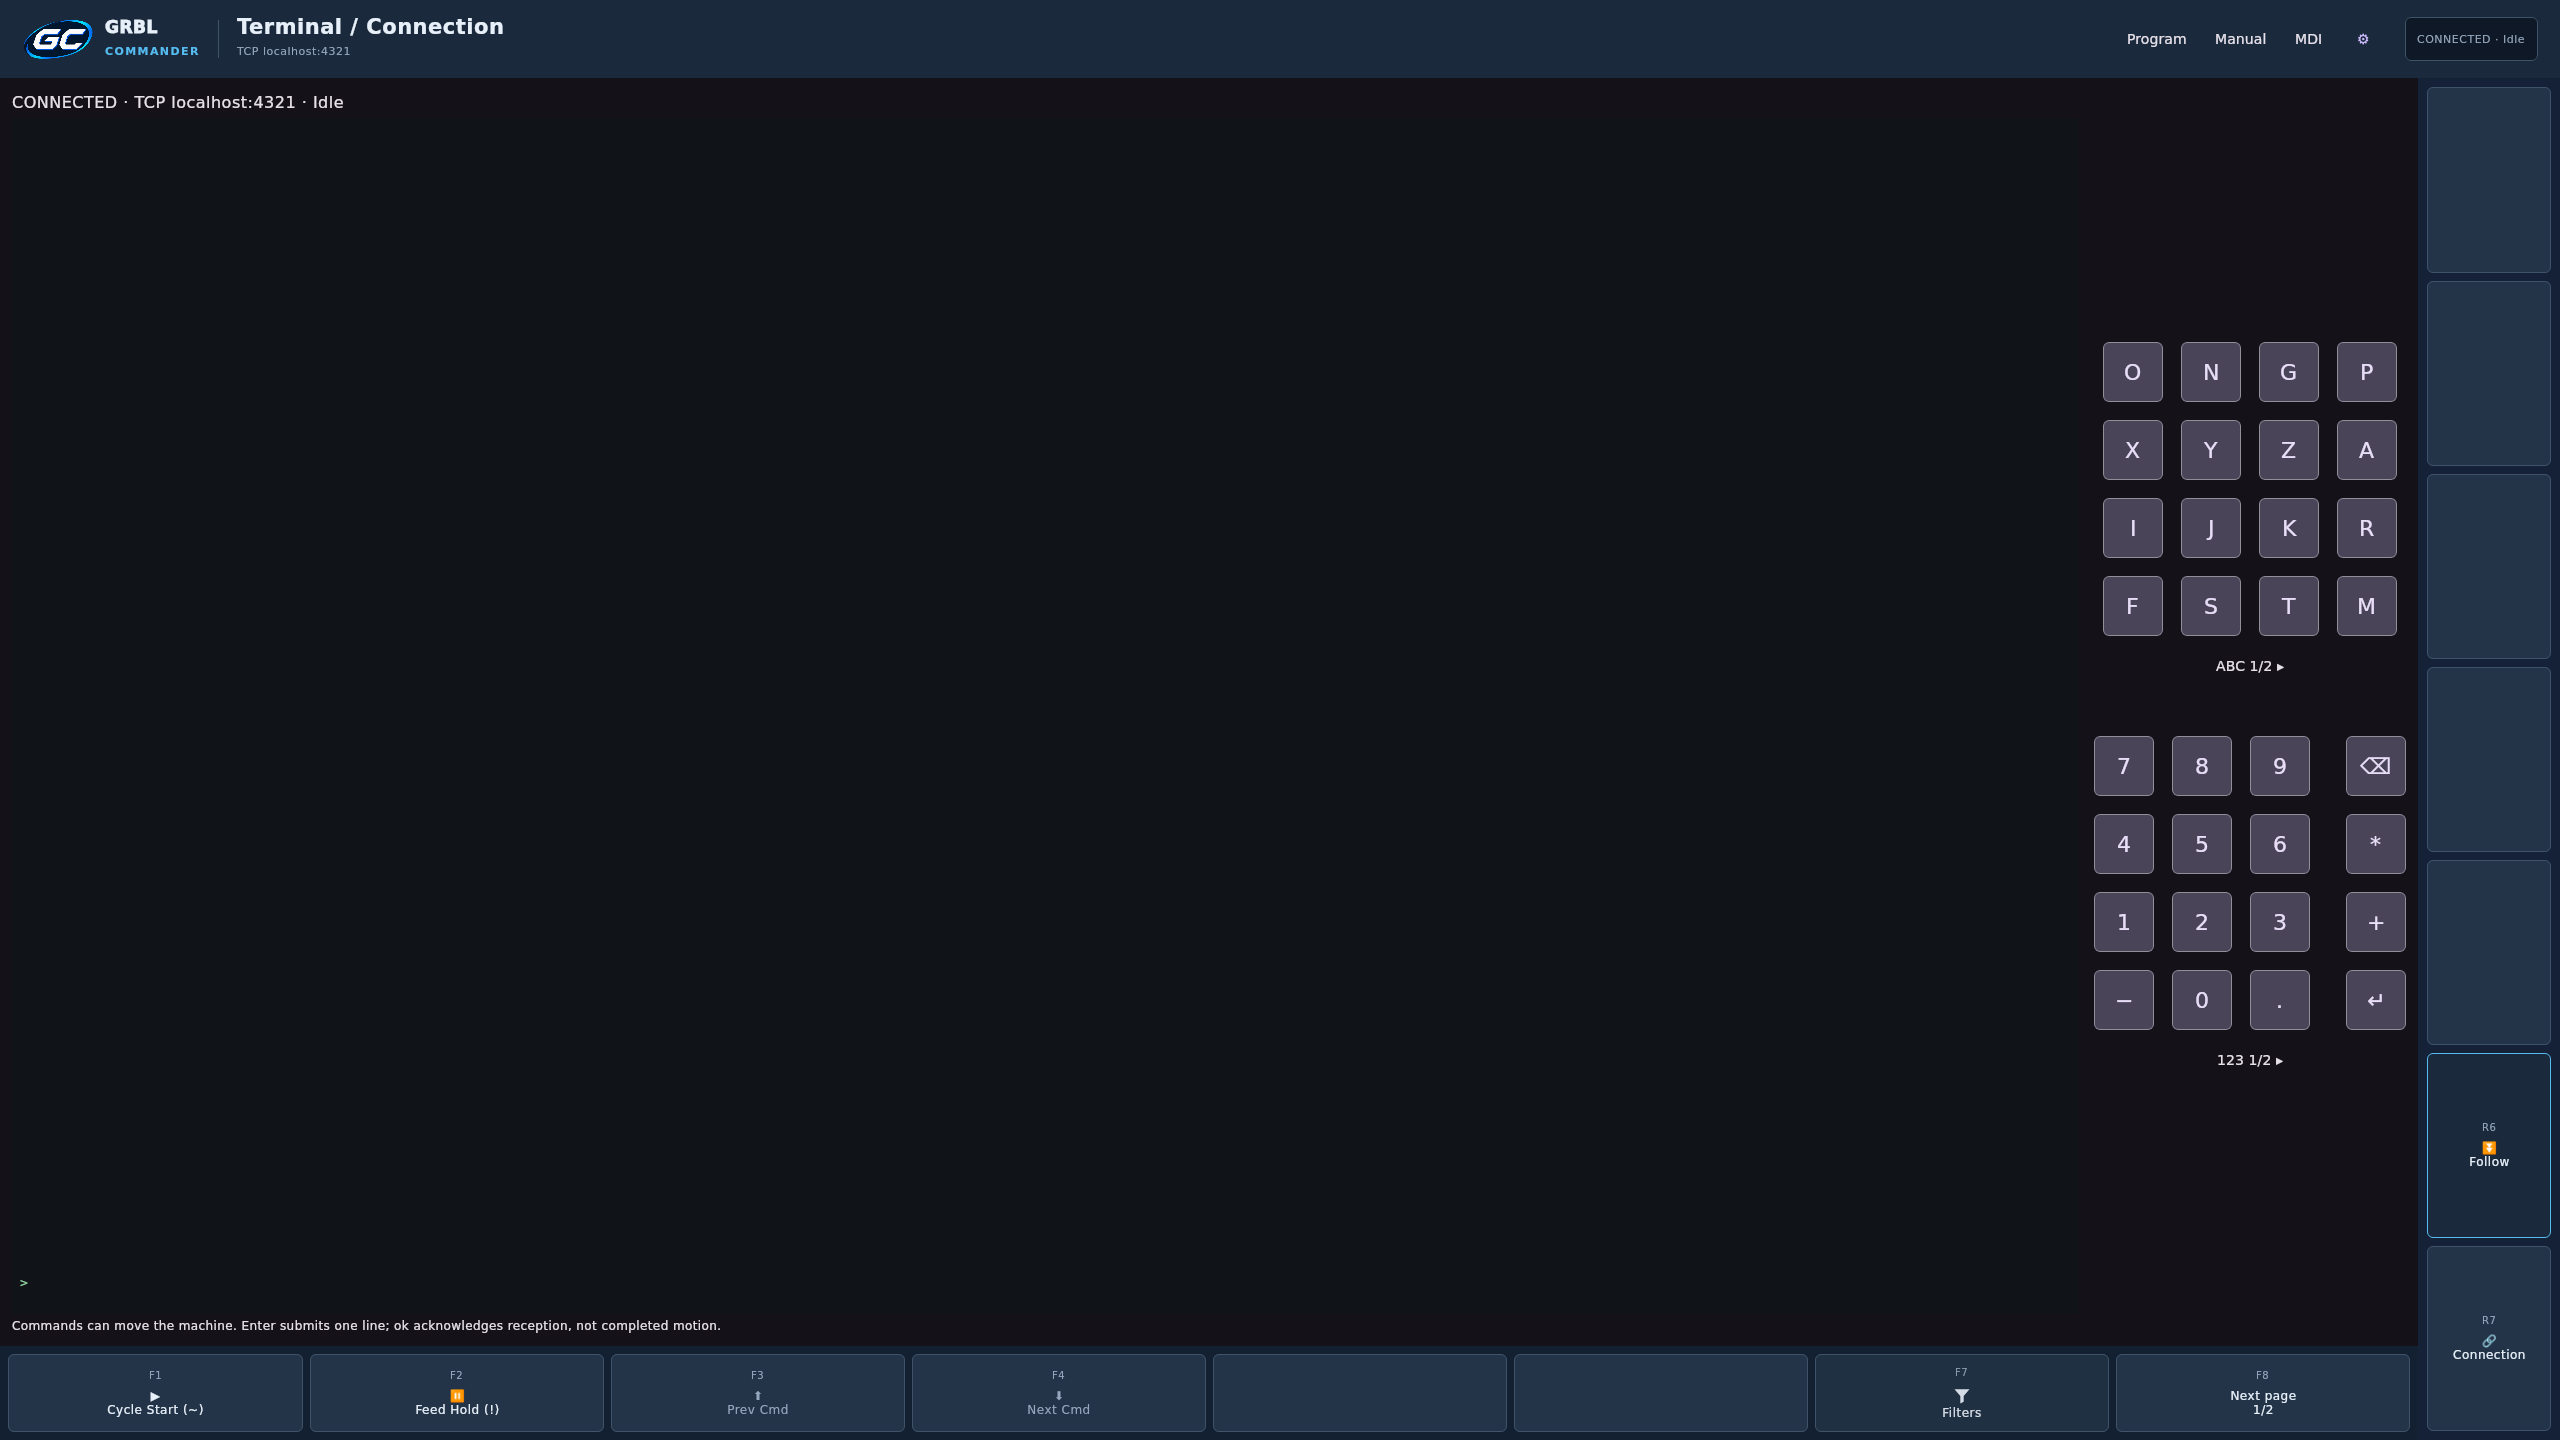 GC
GRBL
COMMANDER
Terminal / Connection
TCP localhost:4321
Program
Manual
MDI
CONNECTED · Idle
CONNECTED · TCP localhost:4321 · Idle
O N G P
X Y Z A
I J K R
F S T M
ABC 1/2 ▸
7 8 9 ⌫
4 5 6 *
1 2 3 +
− 0 . ↵
123 1/2 ▸
R6
Follow
R7
Connection
>
Commands can move the machine. Enter submits one line; ok acknowledges reception, not completed motion.
F1
Cycle Start (~)
F2
Feed Hold (!)
F3
Prev Cmd
F4
Next Cmd
F7
Filters
F8
Next page
1/2